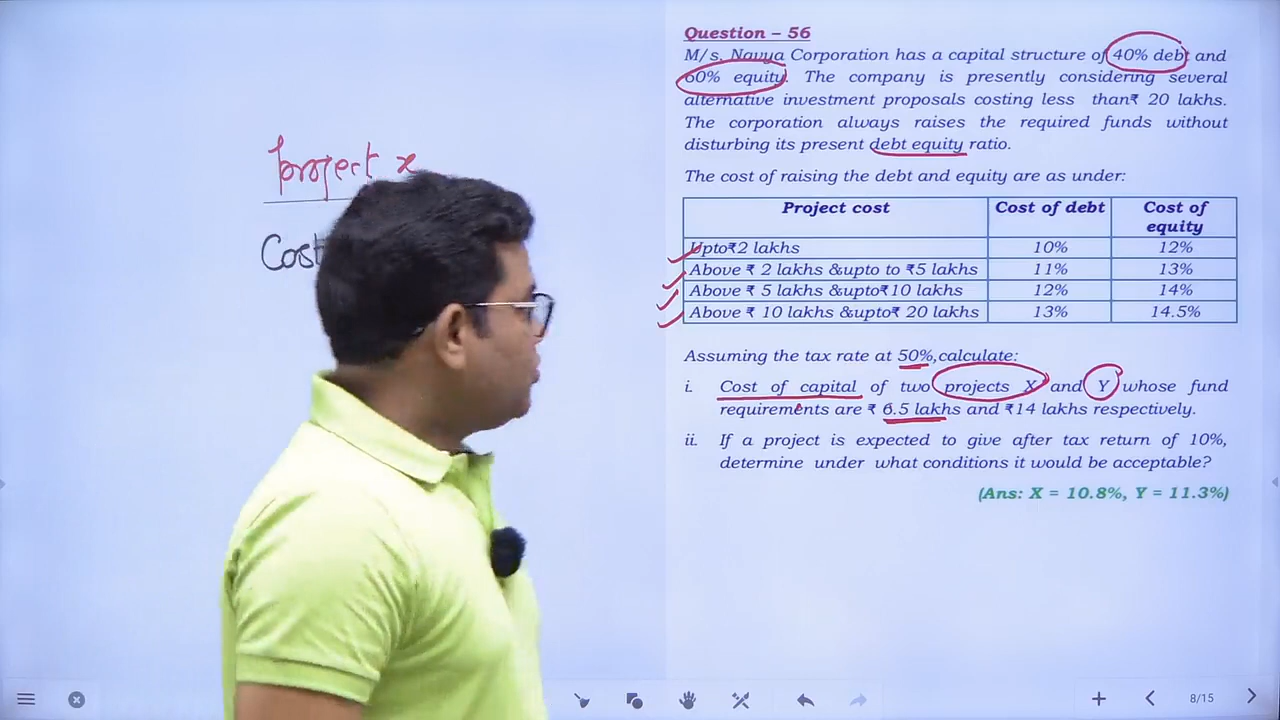 Question – 56
M/s. Navya Corporation has a capital structure of 40% debt and
60% equity. The company is presently considering several
alternative investment proposals costing less than₹ 20 lakhs.
The corporation always raises the required funds without
disturbing its present debt equity ratio.
The cost of raising the debt and equity are as under:
Project cost Cost of debt Cost of equity
Upto₹2 lakhs 10% 12%
Above ₹ 2 lakhs &upto to ₹5 lakhs 11% 13%
Above ₹ 5 lakhs &upto₹10 lakhs 12% 14%
Above ₹ 10 lakhs &upto₹ 20 lakhs 13% 14.5%
Assuming the tax rate at 50%,calculate:
i. Cost of capital of two projects X and Y whose fund
requirements are ₹ 6.5 lakhs and ₹14 lakhs respectively.
ii. If a project is expected to give after tax return of 10%,
determine under what conditions it would be acceptable?
(Ans: X = 10.8%, Y = 11.3%)
project x
Cost
8/15